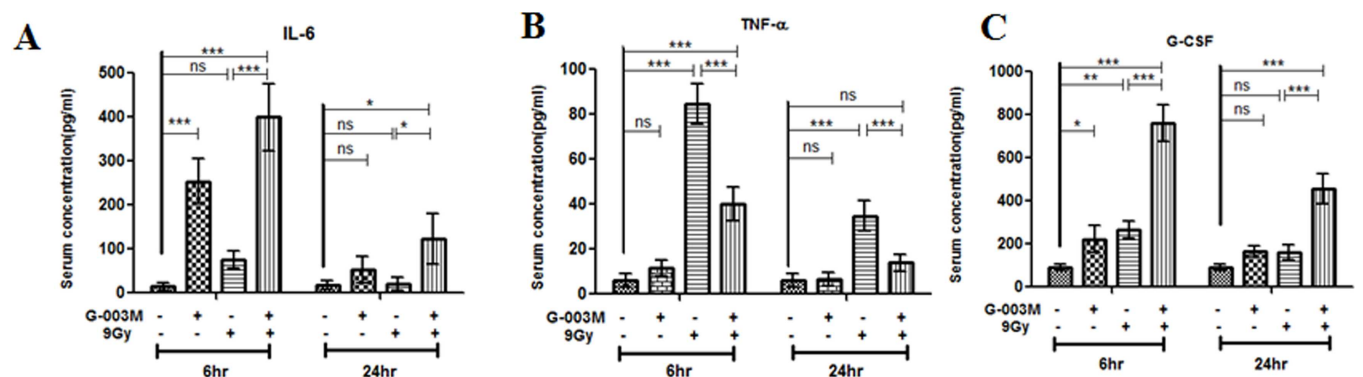 A
IL-6
Serum concentration(pg/ml)
500
400
300
200
100
0
***
ns
***
***
*
ns
*
ns
G-003M - + - + - + - +
9Gy - - + + - - + +
6hr 24hr
B
TNF-α
Serum concentration(pg/ml)
100
80
60
40
20
0
***
***
***
ns
ns
***
***
ns
G-003M - + - + - + - +
9Gy - - + + - - + +
6hr 24hr
C
G-CSF
Serum concentration(pg/ml)
1000
800
600
400
200
0
***
**
***
*
***
ns
***
ns
G-003M - + - + - + - +
9Gy - - + + - - + +
6hr 24hr